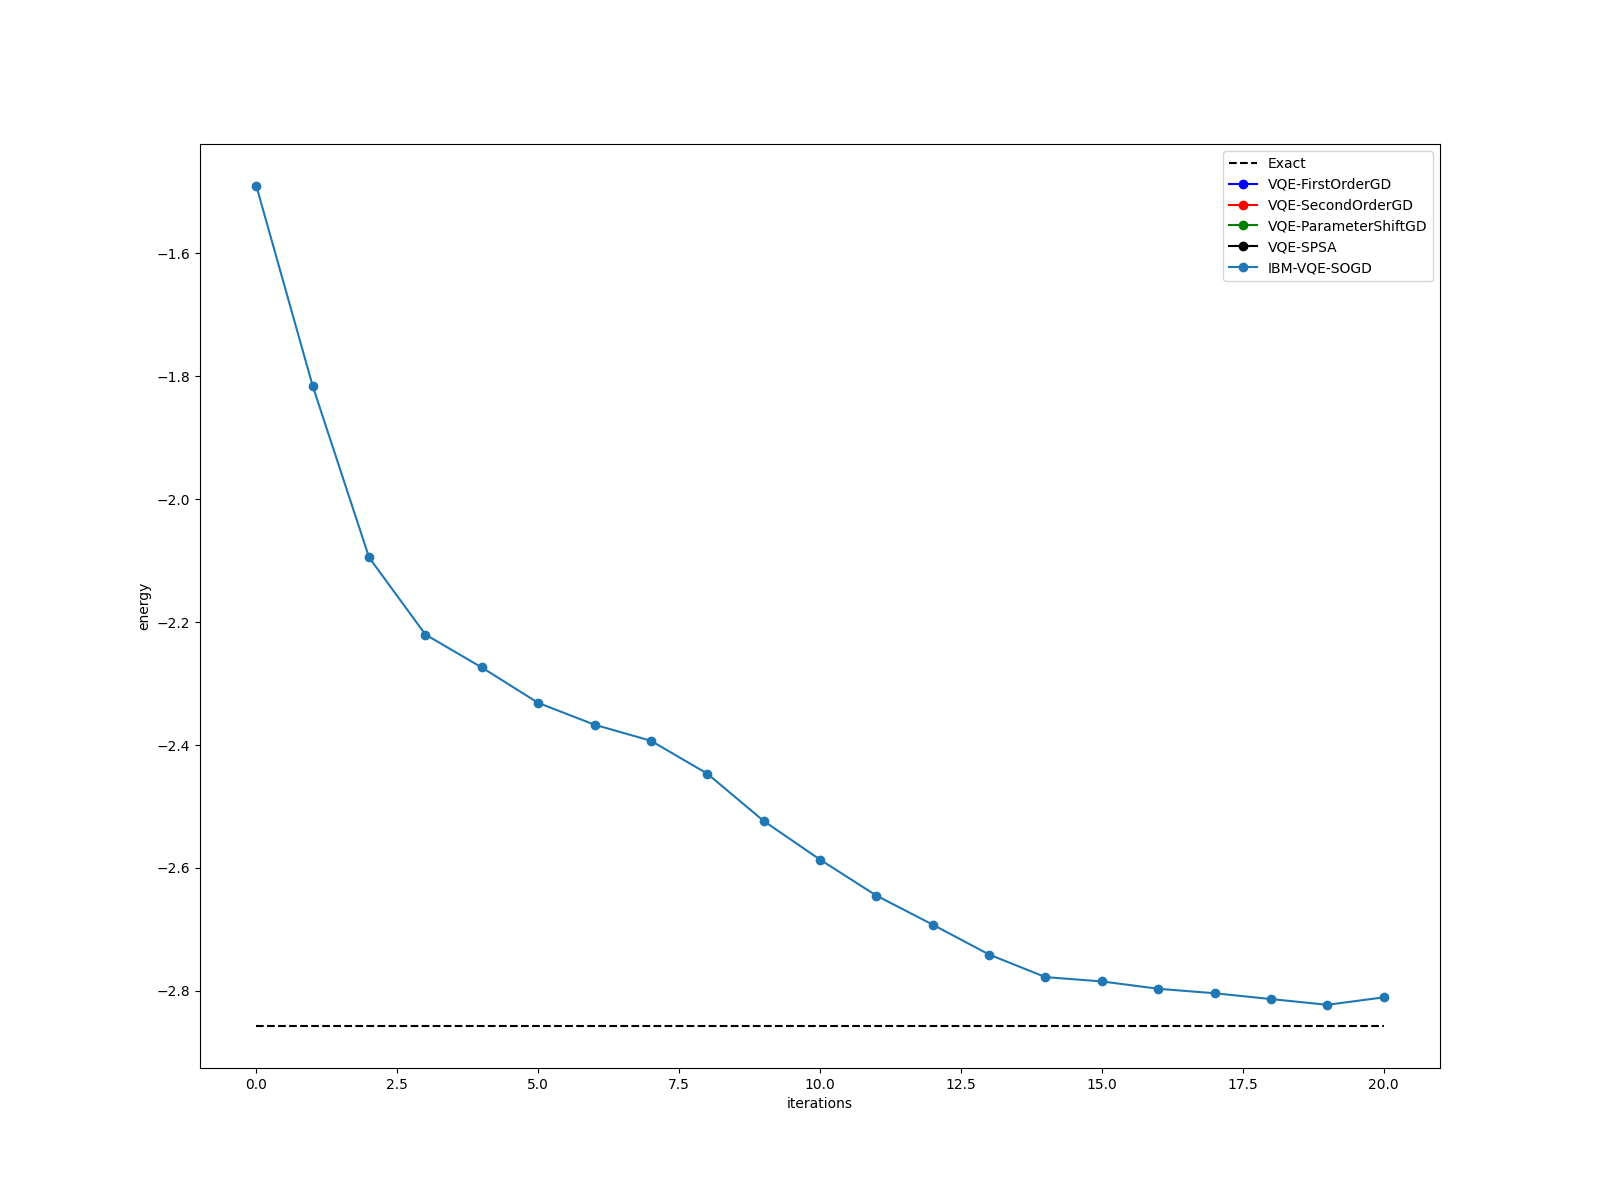 Exact
VQE-FirstOrderGD
VQE-SecondOrderGD
VQE-ParameterShiftGD
VQE-SPSA
IBM-VQE-SOGD
−1.6
−1.8
−2.0
−2.2
−2.4
−2.6
−2.8
energy
0.0 2.5 5.0 7.5 10.0 12.5 15.0 17.5 20.0
iterations